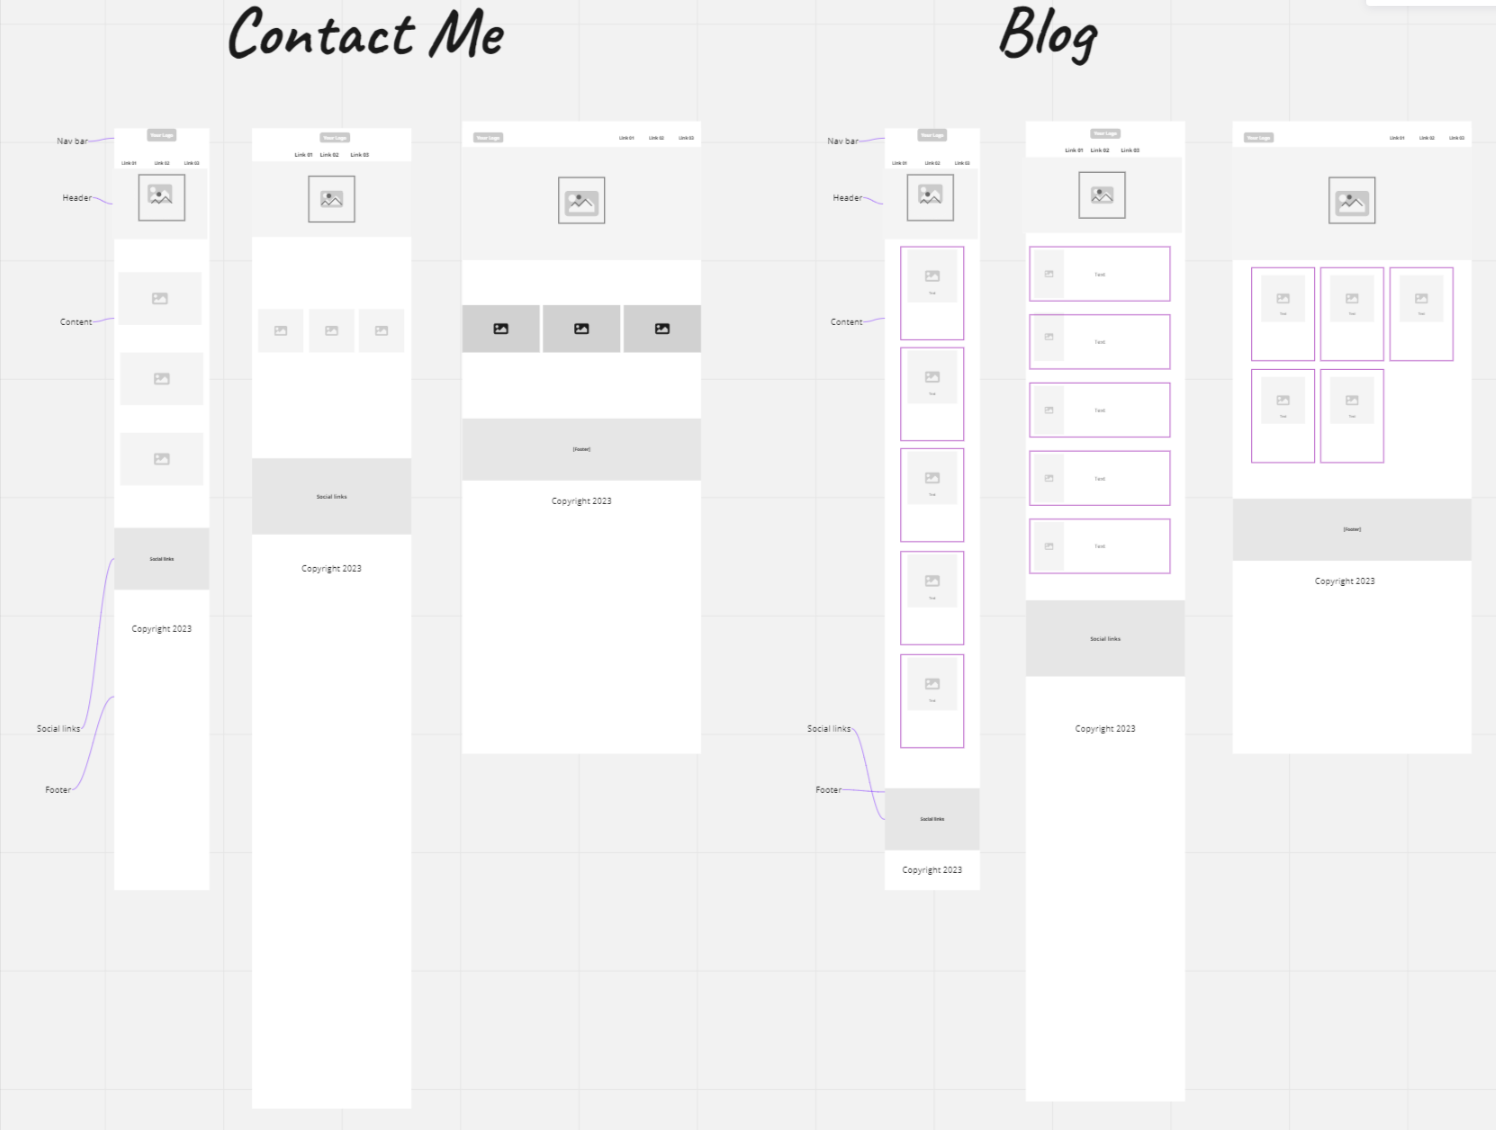 Contact Me
Nav bar
Your Logo
Link 01 Link 02 Link 03
Header
Content
Social links
Copyright 2023
Social links
Footer
Your Logo
Link 01 Link 02 Link 03
Social links
Copyright 2023
Your Logo
Link 01 Link 02 Link 03
[Footer]
Copyright 2023
Blog
Nav bar
Your Logo
Link 01 Link 02 Link 03
Header
Content
Text
Text
Text
Text
Text
Social links
Footer
Social links
Copyright 2023
Your Logo
Link 01 Link 02 Link 03
Text
Text
Text
Text
Text
Social links
Copyright 2023
Your Logo
Link 01 Link 02 Link 03
Text Text Text
Text Text
[Footer]
Copyright 2023